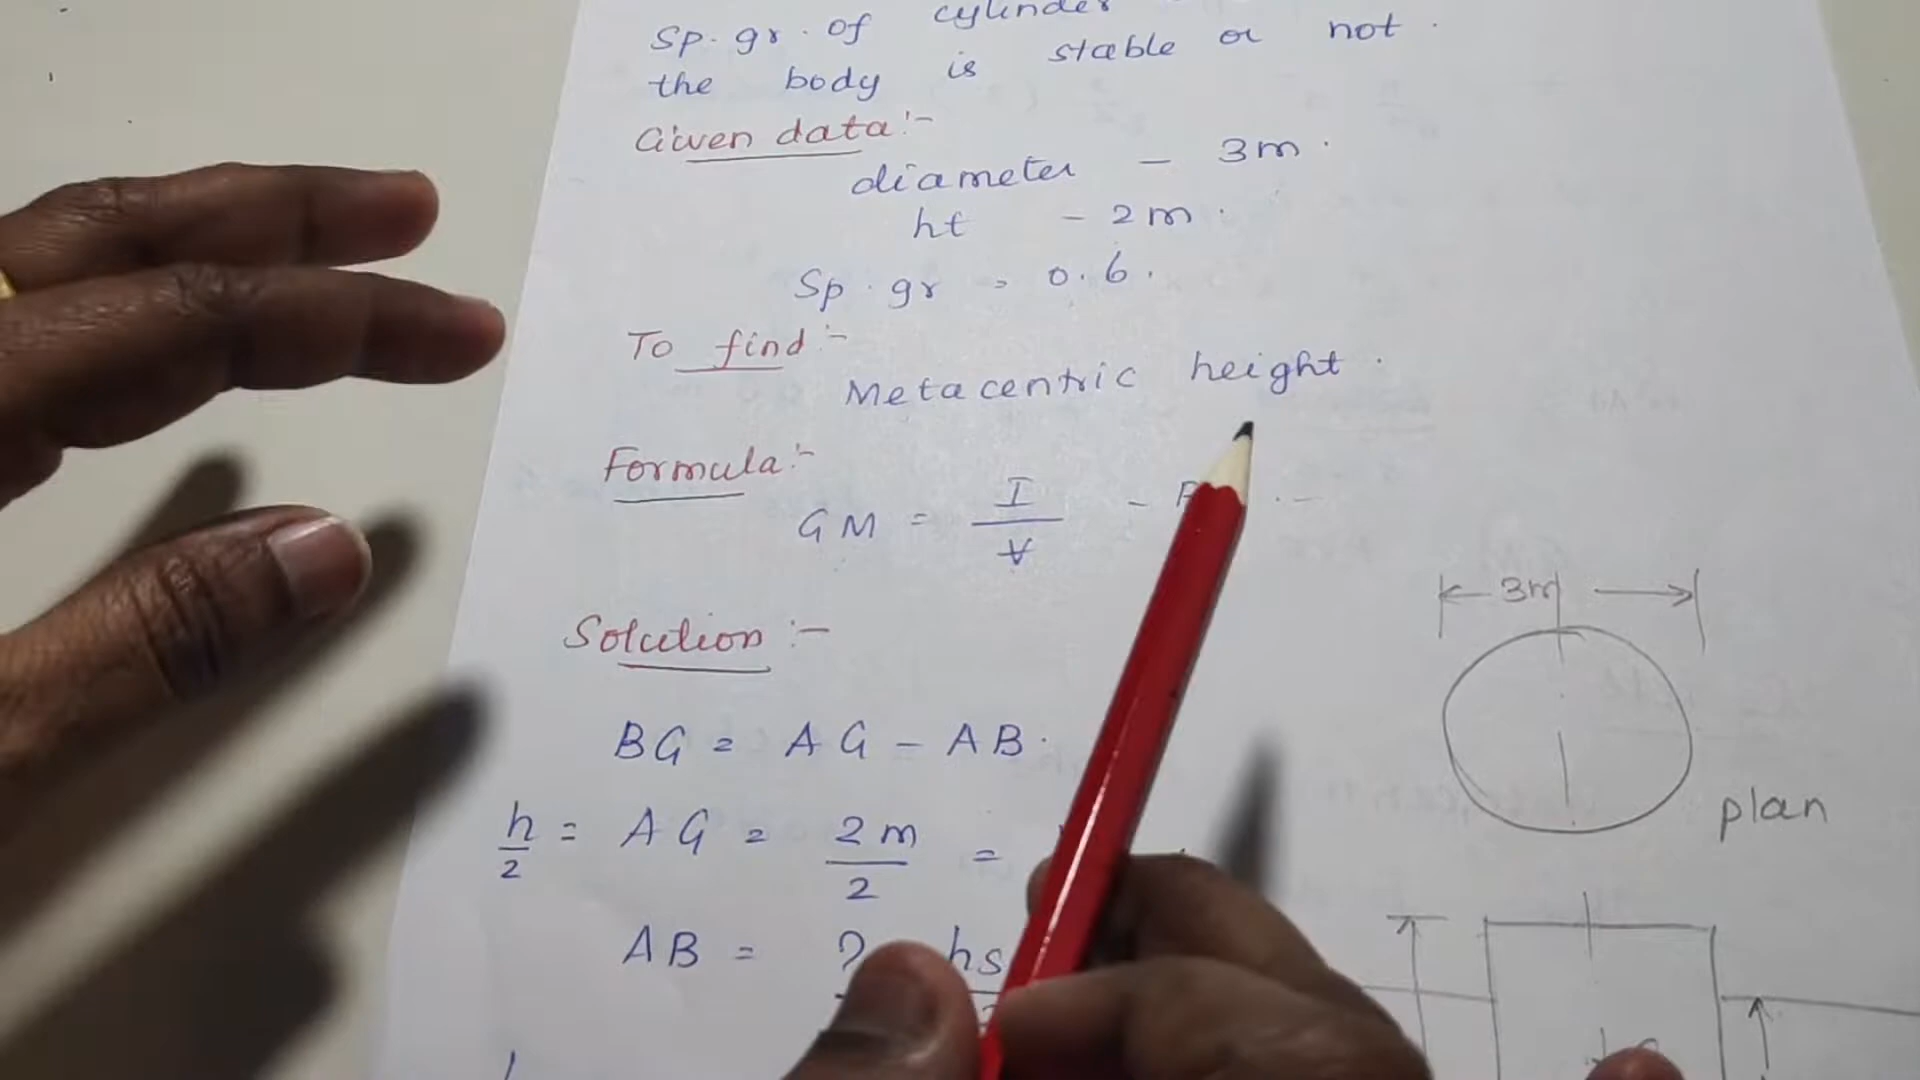 Sp. gr. of cylinder
the body is stable or not.
Given data:-
diameter - 3m.
ht - 2m.
Sp. gr = 0.6.
To find:-
Metacentric height.
Formula:-
GM = I / V -
Solution:-
BG = AG - AB.
h/2 = AG = 2m / 2 =
AB = hs
3m
plan